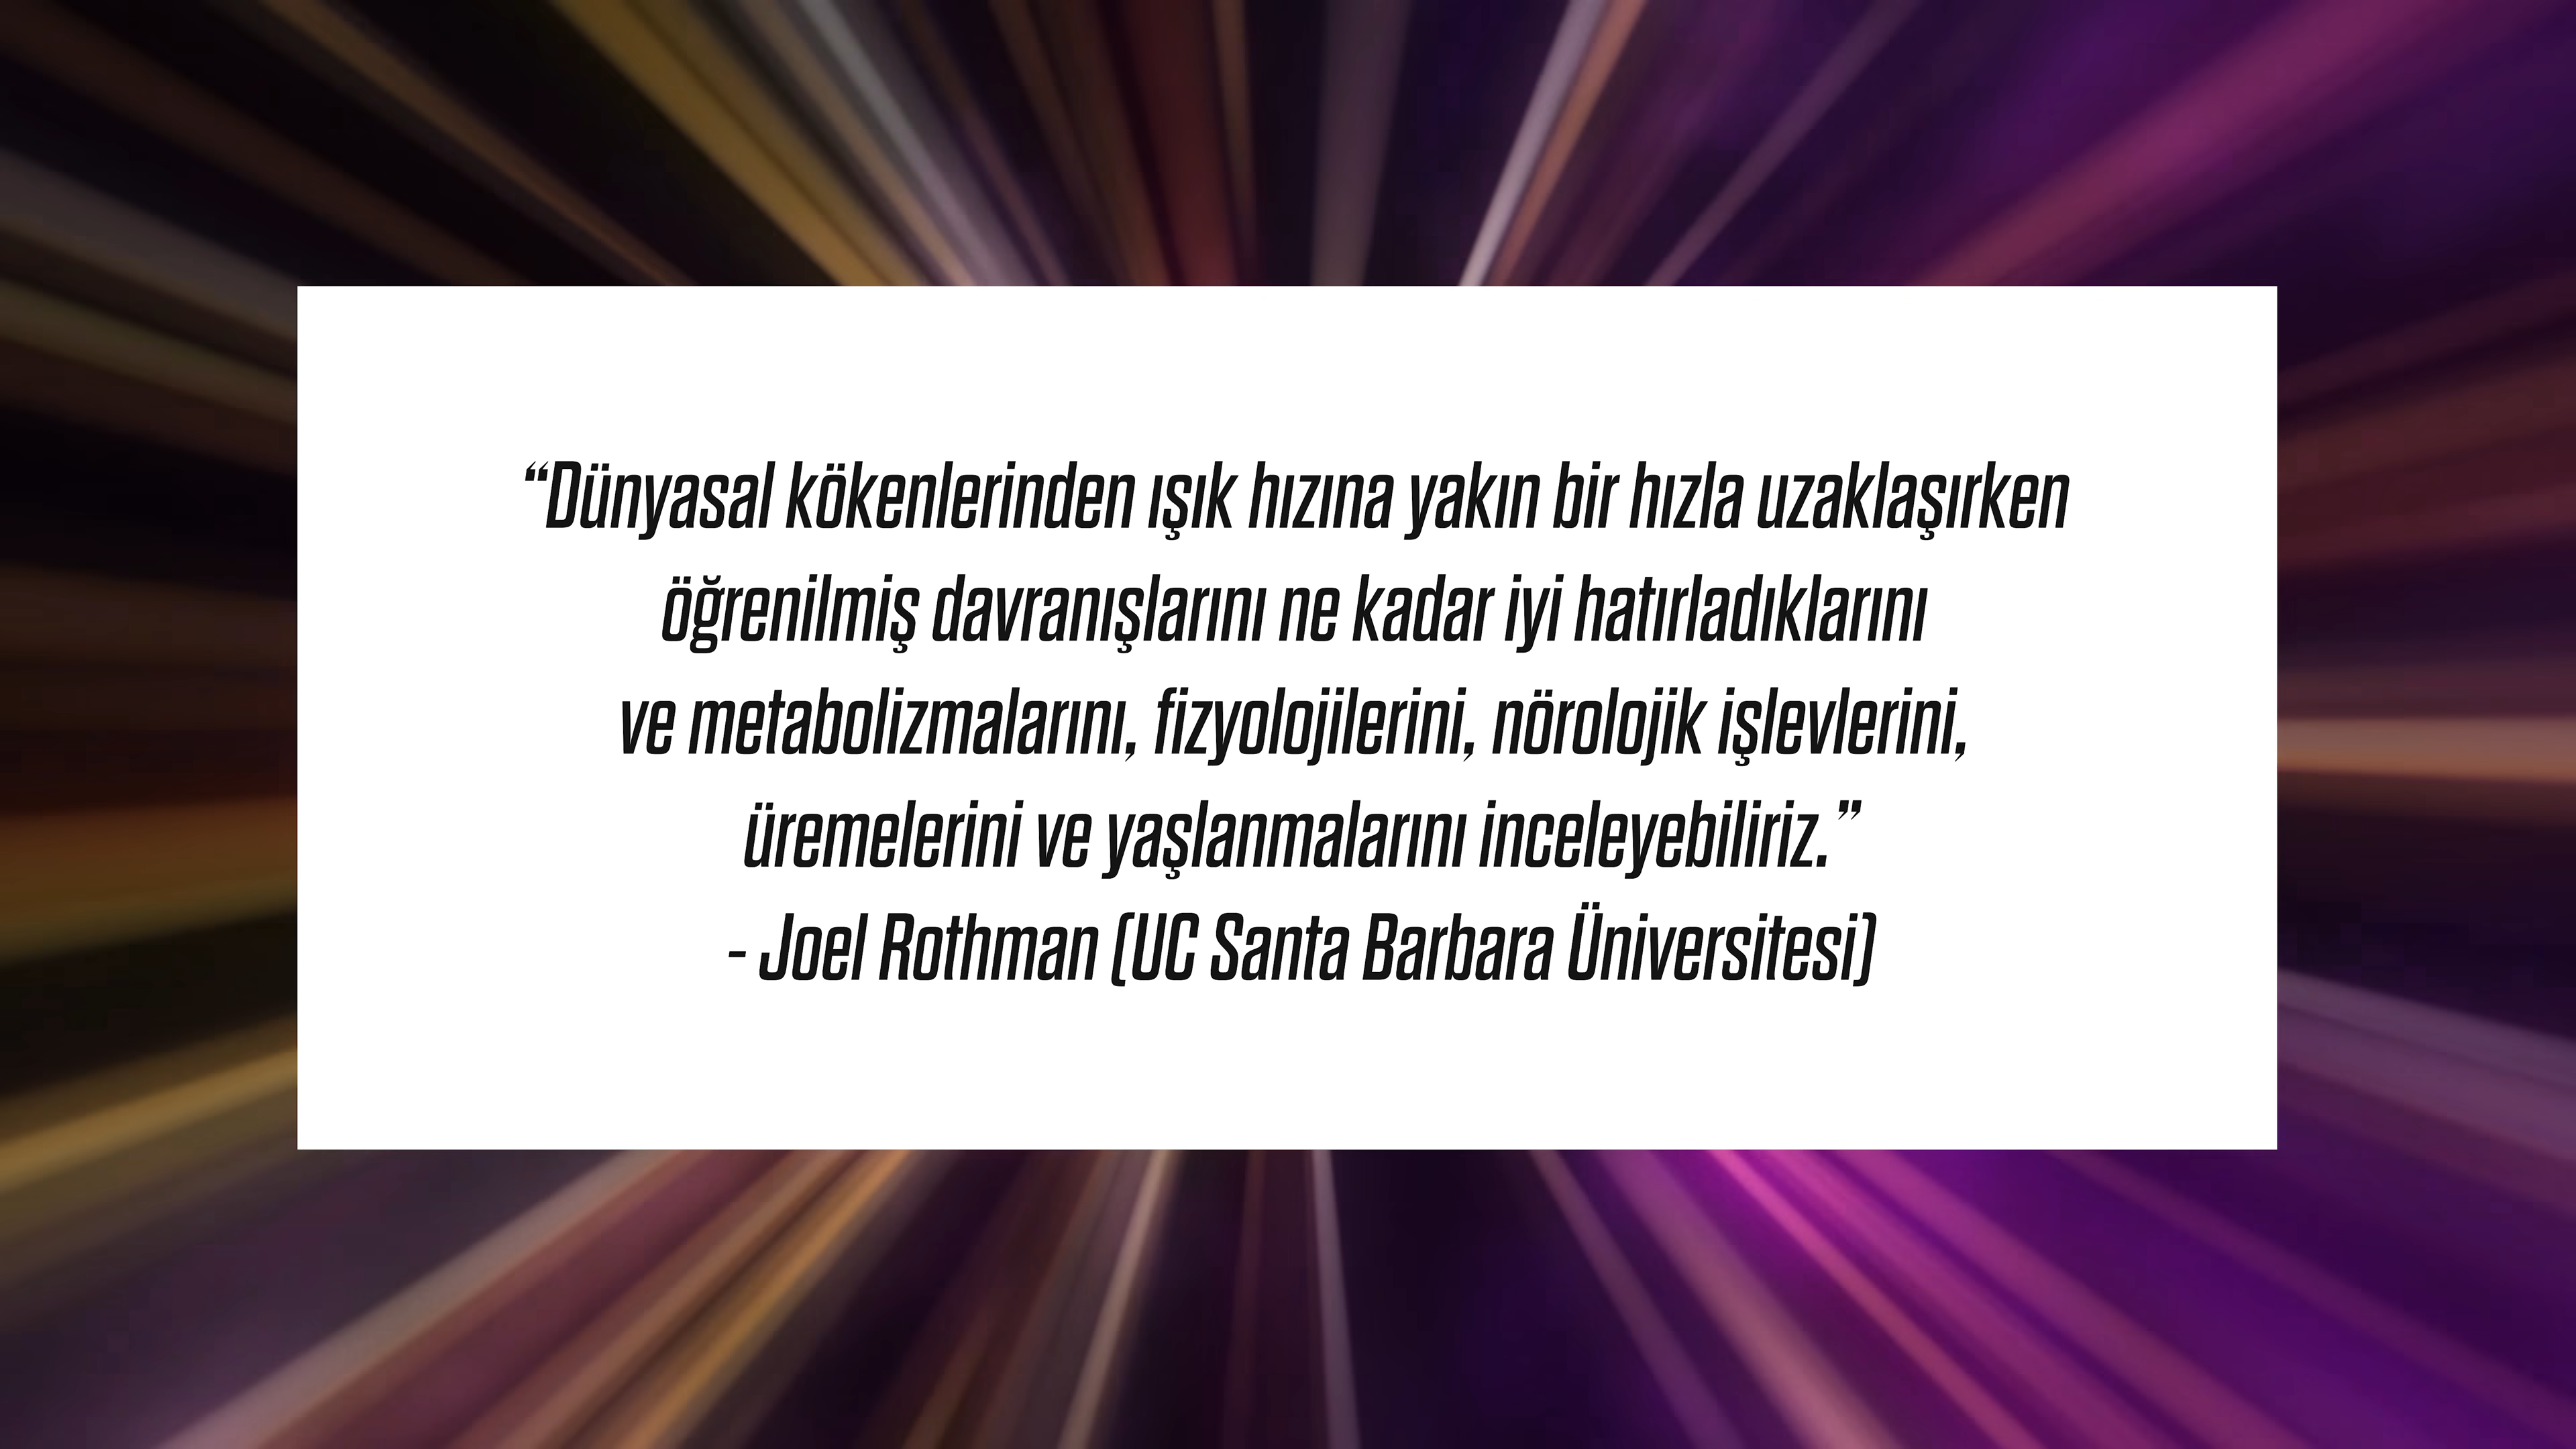 “Dünyasal kökenlerinden ışık hızına yakın bir hızla uzaklaşırken
öğrenilmiş davranışlarını ne kadar iyi hatırladıklarını
ve metabolizmalarını, fizyolojilerini, nörolojik işlevlerini,
üremelerini ve yaşlanmalarını inceleyebiliriz.”
- Joel Rothman (UC Santa Barbara Üniversitesi)